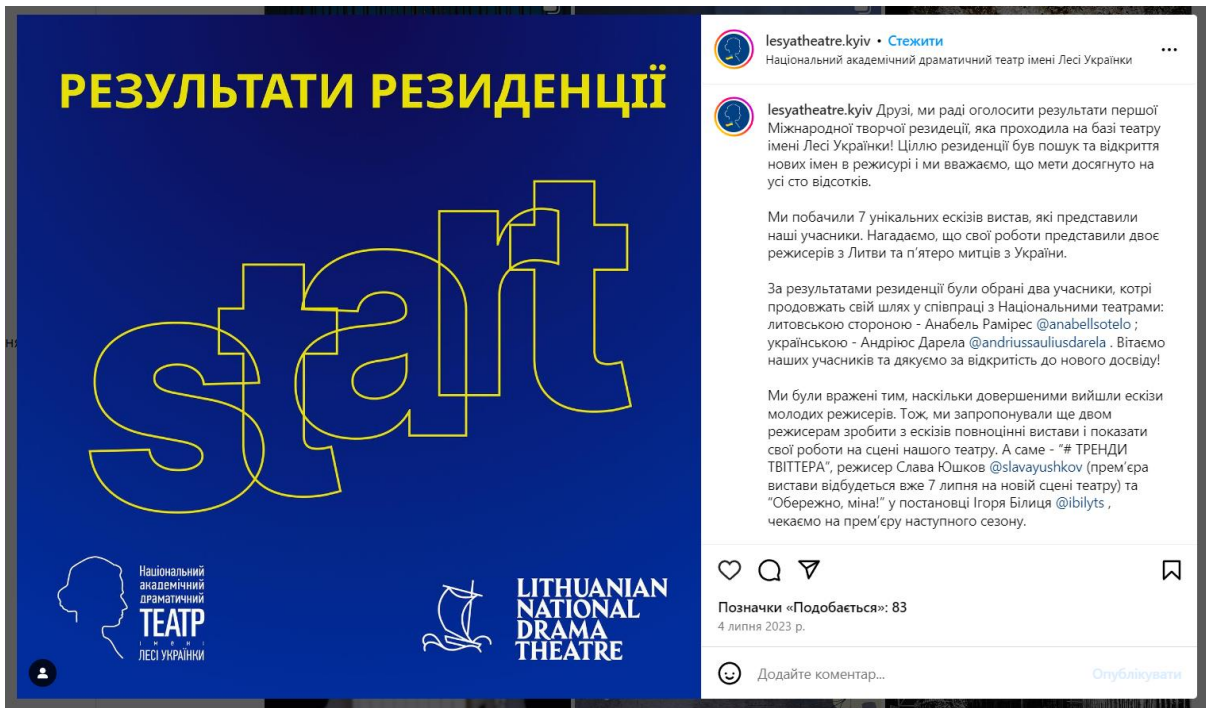 РЕЗУЛЬТАТИ РЕЗИДЕНЦІЇ
start
Національний
академічний
драматичний
ТЕАТР
імені
ЛЕСІ УКРАЇНКИ
LITHUANIAN
NATIONAL
DRAMA
THEATRE
lesyatheatre.kyiv • Стежити
Національний академічний драматичний театр імені Лесі Українки
lesyatheatre.kyiv Друзі, ми раді оголосити результати першої
Міжнародної творчої резидеції, яка проходила на базі театру
імені Лесі Українки! Ціллю резиденції був пошук та відкриття
нових імен в режисурі і ми вважаємо, що мети досягнуто на
усі сто відсотків.
Ми побачили 7 унікальних ескізів вистав, які представили
наші учасники. Нагадаємо, що свої роботи представили двоє
режисерів з Литви та п’ятеро митців з України.
За результатами резиденції були обрані два учасники, котрі
продовжать свій шлях у співпраці з Національними театрами:
литовською стороною - Анабель Рамірес @anabellsotelo ;
українською - Андріюс Дарела @andriussauliusdarela . Вітаємо
наших учасників та дякуємо за відкритість до нового досвіду!
Ми були вражені тим, наскільки довершеними вийшли ескізи
молодих режисерів. Тож, ми запропонували ще двом
режисерам зробити з ескізів повноцінні вистави і показати
свої роботи на сцені нашого театру. А саме - “# ТРЕНДИ
ТВІТТЕРА”, режисер Слава Юшков @slavayushkov (прем’єра
вистави відбудеться вже 7 липня на новій сцені театру) та
“Обережно, міна!” у постановці Ігоря Білиця @ibilyts ,
чекаємо на прем’єру наступного сезону.
Позначки «Подобається»: 83
4 липня 2023 р.
Додайте коментар...
Опублікувати